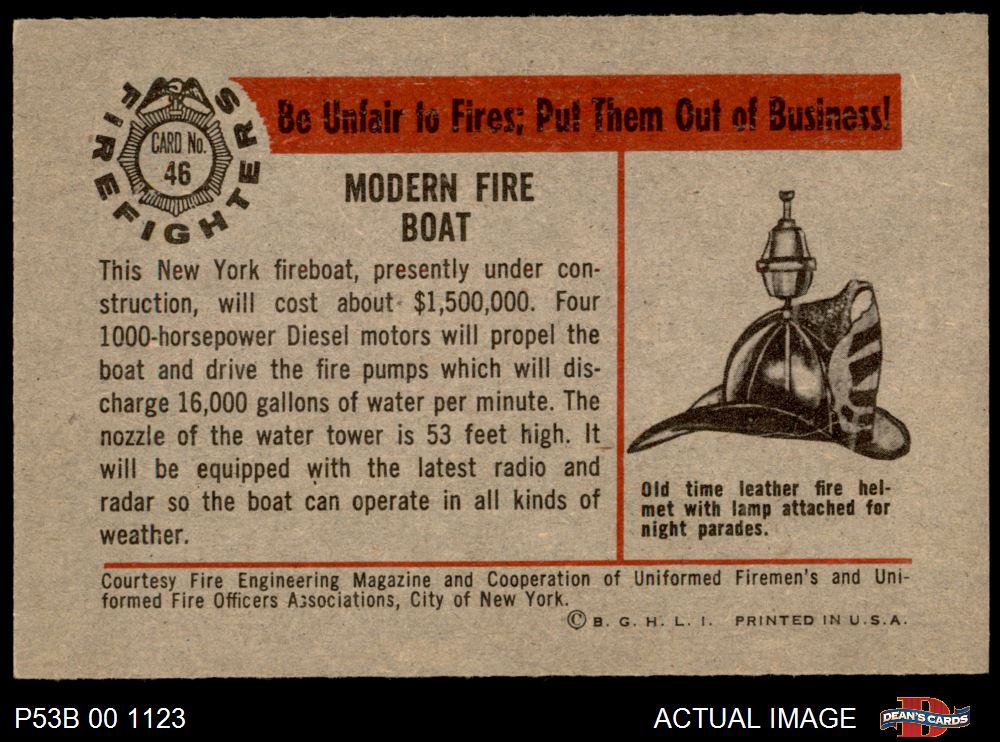 FIREFIGHTERS
CARD No.
46
Be Unfair to Fires; Put Them Out of Business!
MODERN FIRE
BOAT
This New York fireboat, presently under con-
struction, will cost about $1,500,000. Four
1000-horsepower Diesel motors will propel the
boat and drive the fire pumps which will dis-
charge 16,000 gallons of water per minute. The
nozzle of the water tower is 53 feet high. It
will be equipped with the latest radio and
radar so the boat can operate in all kinds of
weather.
Old time leather fire hel-
met with lamp attached for
night parades.
Courtesy Fire Engineering Magazine and Cooperation of Uniformed Firemen's and Uni-
formed Fire Officers Associations, City of New York.
© B. G. H. L. I. PRINTED IN U.S.A.
P53B 00 1123
ACTUAL IMAGE
DEAN'S CARDS